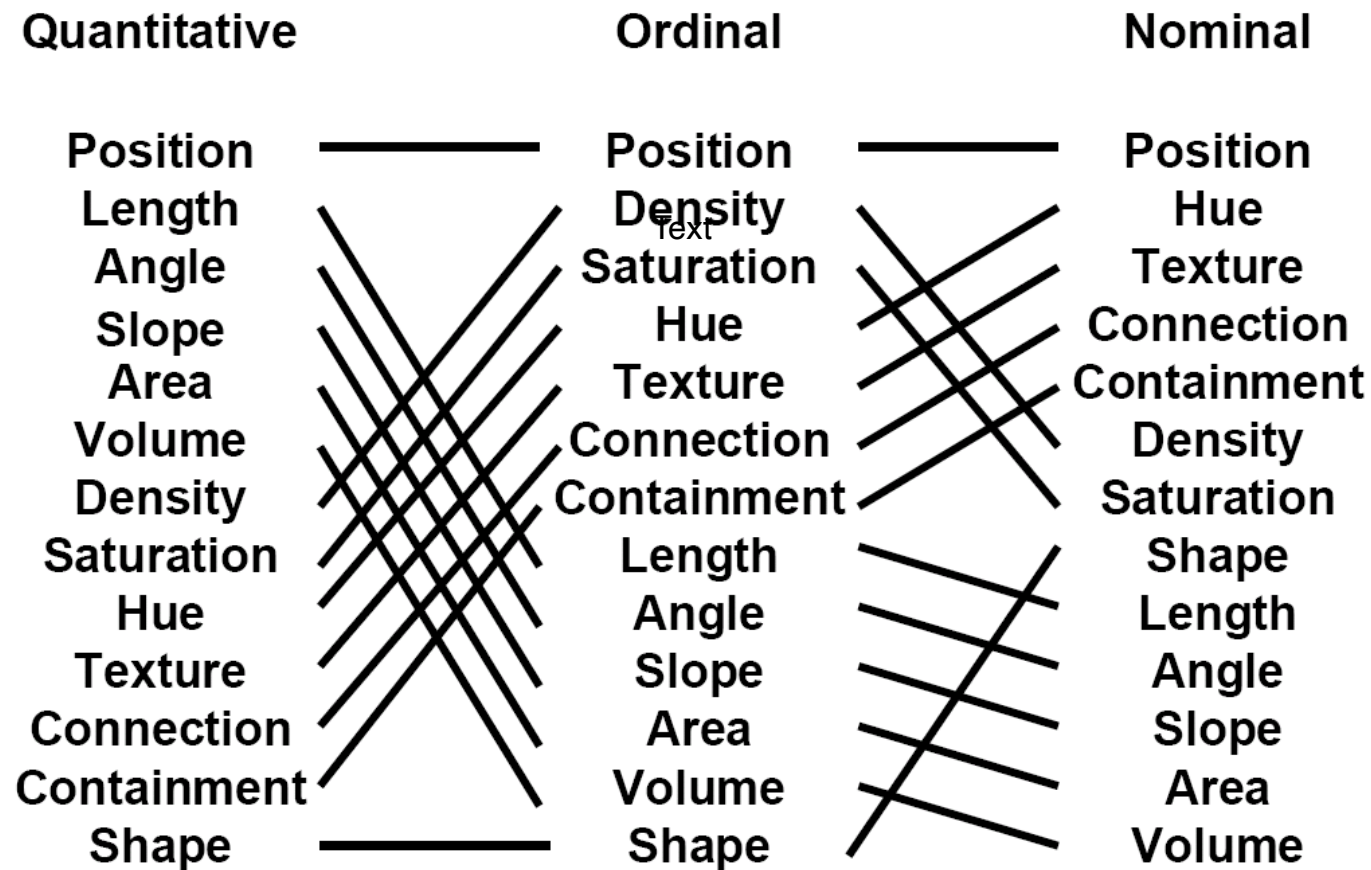 Quantitative Ordinal Nominal
Position Position Position
Length Density Hue
Text
Angle Saturation Texture
Slope Hue Connection
Area Texture Containment
Volume Connection Density
Density Containment Saturation
Saturation Length Shape
Hue Angle Length
Texture Slope Angle
Connection Area Slope
Containment Volume Area
Shape Shape Volume